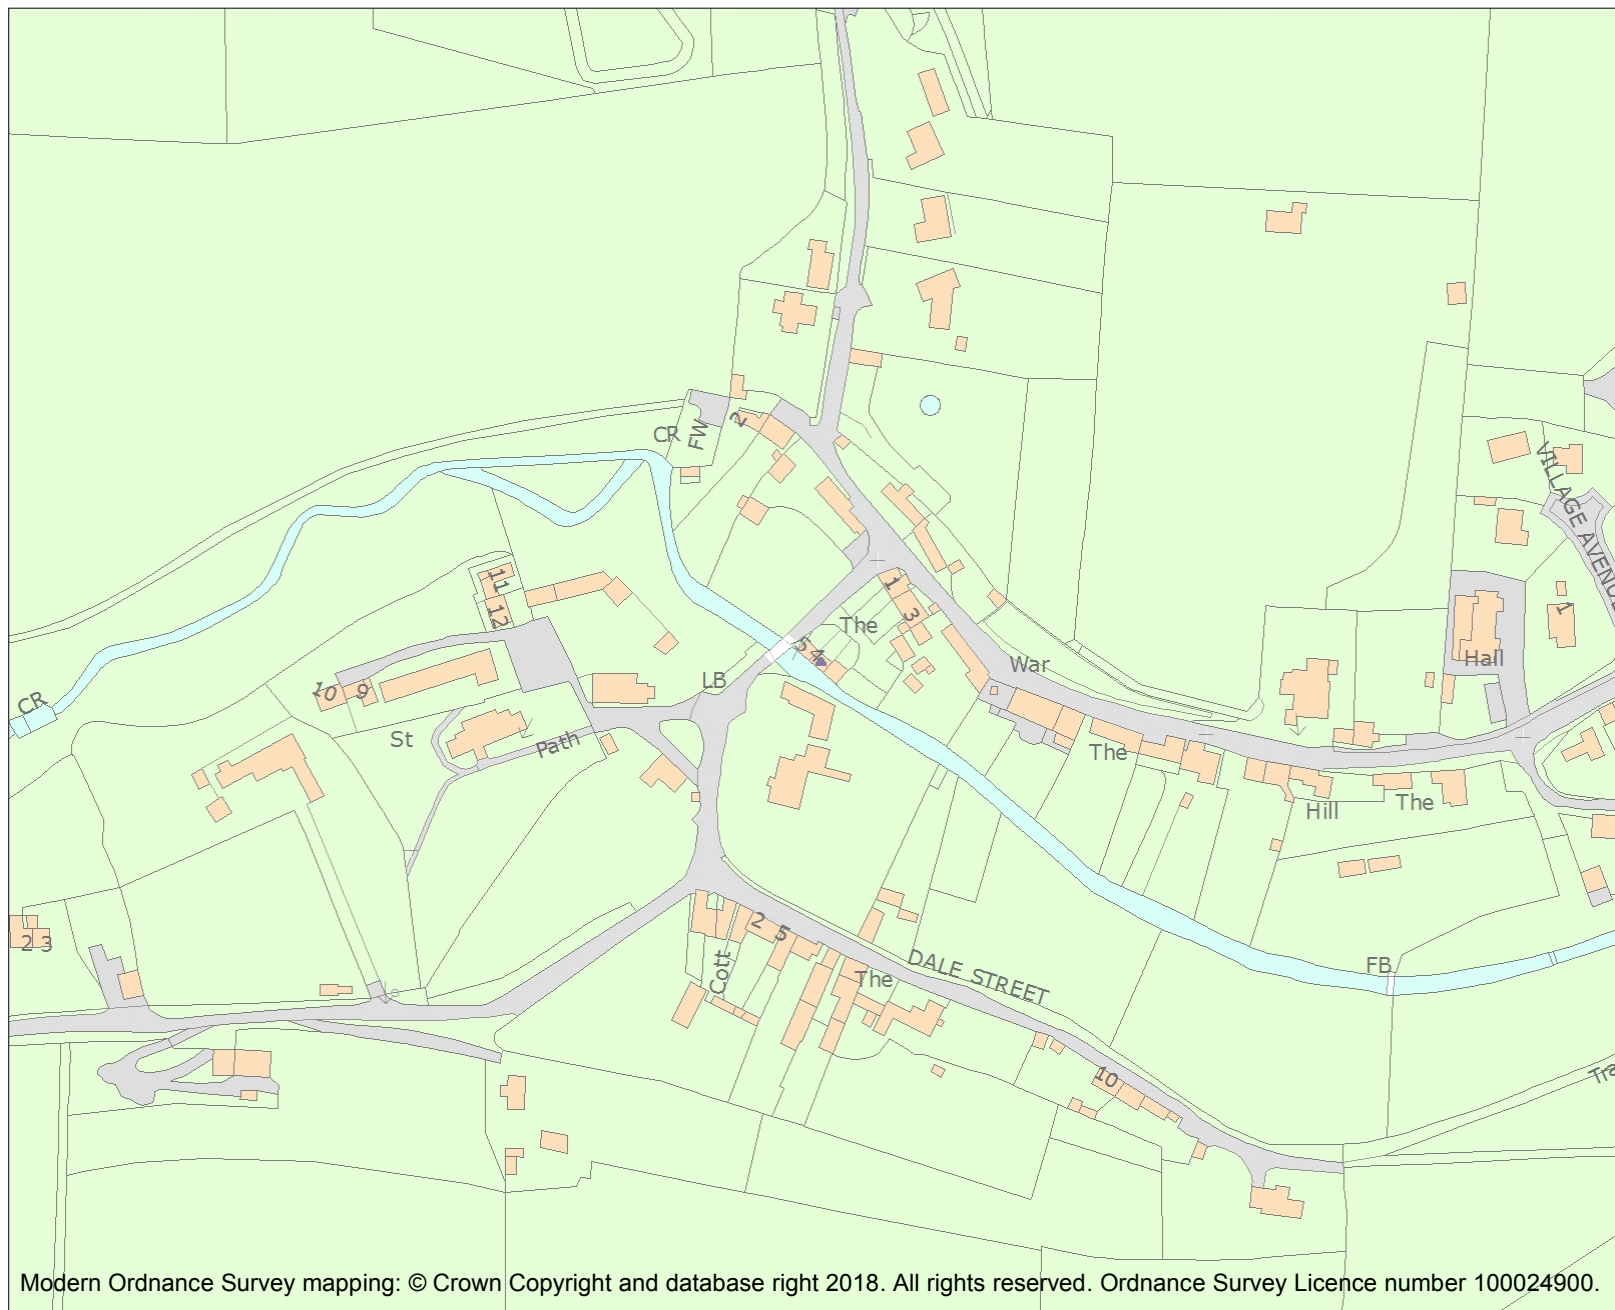 CR
FW
2
VILLAGE AVENUE
11
12
1
3
The
5 4
War
Hall
1
LB
CR
10 9
St
Path
The
Hill
The
2 3
2 5
Cott
The
DALE STREET
FB
10
Tra
Modern Ordnance Survey mapping: © Crown Copyright and database right 2018. All rights reserved. Ordnance Survey Licence number 100024900.